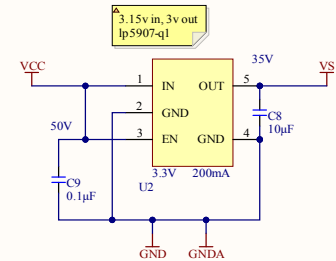 3.15v in, 3v out
lp5907-q1
35V
VCC
VS
1 IN OUT 5
2 GND
C8
50V
3 EN GND 4
10µF
3.3V 200mA
C9
U2
0.1µF
GND GNDA